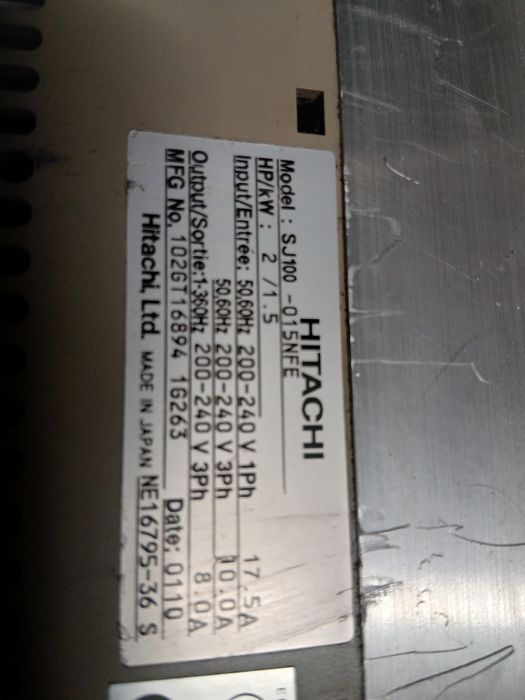 HITACHI
Model : SJ100 -015NFE
HP/kW : 2 /1.5
Input/Entrée: 50,60Hz 200-240 V 1Ph 17.5A
50,60Hz 200-240 V 3Ph 10.0A
Output/Sortie:1-360Hz 200-240 V 3Ph 8.0A
MFG No. 102GT16894 1G263 Date: 0110
Hitachi, Ltd. MADE IN JAPAN NE16795-36 S